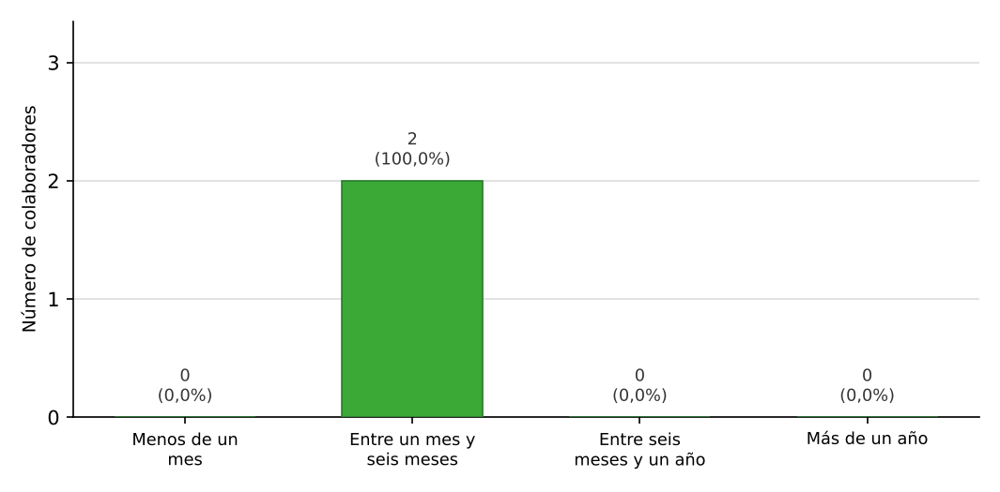 Número de colaboradores
3
2
1
0
0
(0,0%)
2
(100,0%)
0
(0,0%)
0
(0,0%)
Menos de un
mes
Entre un mes y
seis meses
Entre seis
meses y un año
Más de un año